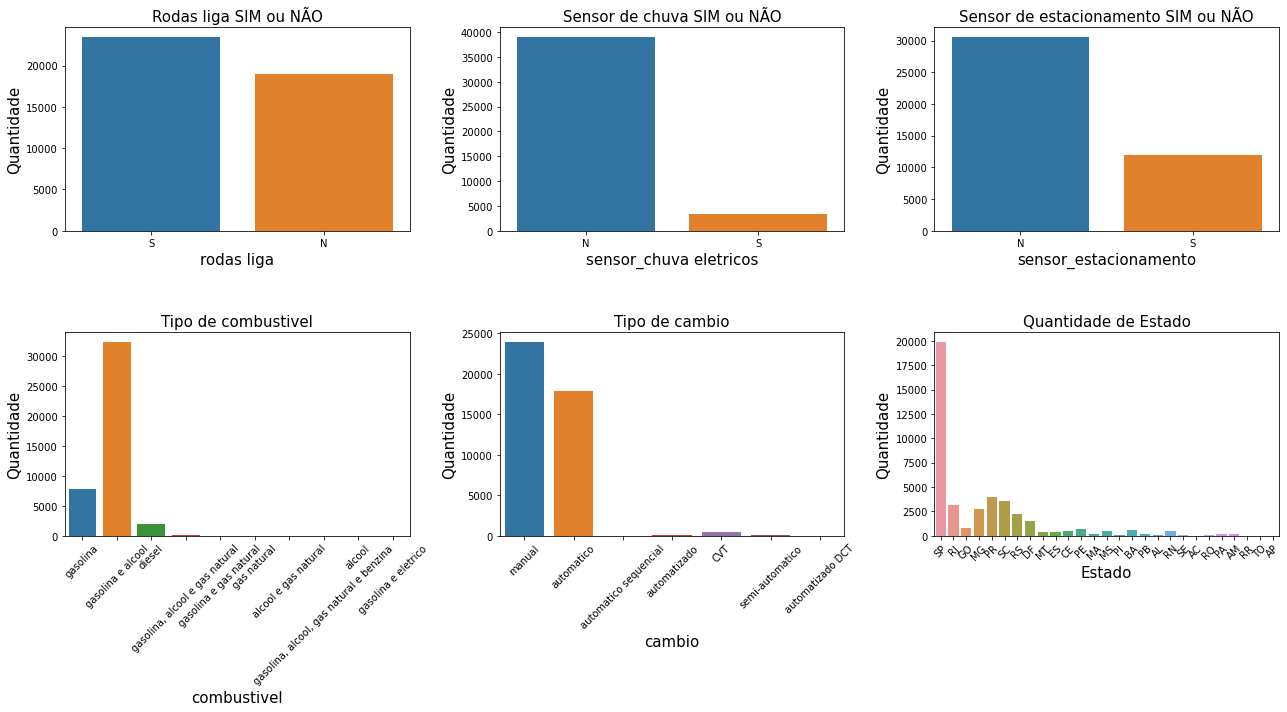 Rodas liga SIM ou NÃO
Quantidade
20000
15000
10000
5000
0
S
N
rodas liga
Sensor de chuva SIM ou NÃO
Quantidade
40000
35000
30000
25000
20000
15000
10000
5000
0
N
S
sensor_chuva eletricos
Sensor de estacionamento SIM ou NÃO
Quantidade
30000
25000
20000
15000
10000
5000
0
N
S
sensor_estacionamento
Tipo de combustivel
Quantidade
30000
25000
20000
15000
10000
5000
0
gasolina
gasolina e alcool
diesel
gasolina, alcool e gas natural
gasolina e gas natural
gas natural
alcool e gas natural
gasolina, alcool, gas natural e benzina
alcool
gasolina e eletrico
combustivel
Tipo de cambio
Quantidade
25000
20000
15000
10000
5000
0
manual
automatico
automatico sequencial
automatizado
CVT
semi-automatico
automatizado DCT
cambio
Quantidade de Estado
Quantidade
20000
17500
15000
12500
10000
7500
5000
2500
0
SP
RJ
GO
MG
PR
SC
RS
DF
MT
ES
CE
PE
MA
MS
PI
BA
PB
AL
RN
SE
AC
RO
PA
AM
RR
TO
AP
Estado